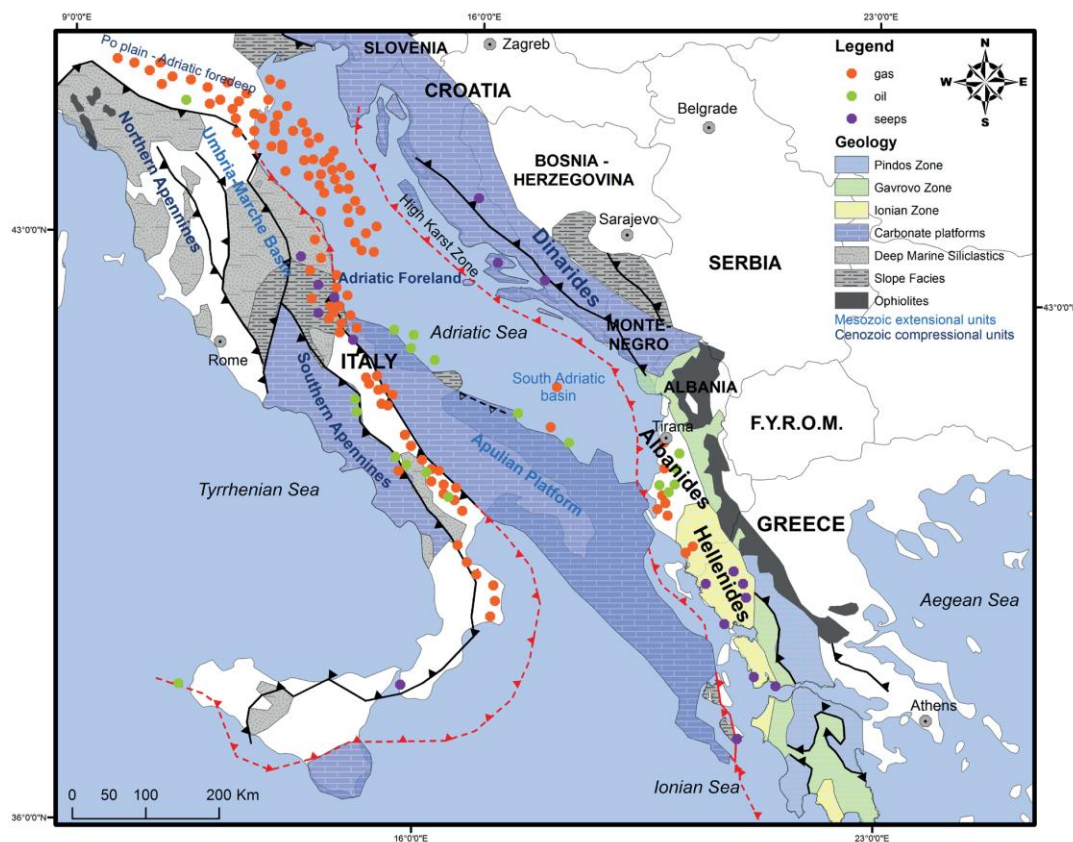 9°0'0"E
16°0'0"E
23°0'0"E
43°0'0"N
36°0'0"N
43°0'0"N
16°0'0"E
23°0'0"E
Po plain - Adriatic foredeep
SLOVENIA
Zagreb
CROATIA
Belgrade
BOSNIA -
HERZEGOVINA
Sarajevo
SERBIA
Northern Apennines
Umbria-Marche Basin
High Karst Zone
Dinarides
Adriatic Foreland
Adriatic Sea
MONTE-
NEGRO
Rome
ITALY
ALBANIA
South Adriatic
basin
Tirana
F.Y.R.O.M.
Southern Apennines
Albanides
Apulian Platform
Tyrrhenian Sea
GREECE
Hellenides
Aegean Sea
Athens
Ionian Sea
0 50 100 200 Km
Legend
gas
oil
seeps
Geology
Pindos Zone
Gavrovo Zone
Ionian Zone
Carbonate platforms
Deep Marine Siliclastics
Slope Facies
Ophiolites
Mesozoic extensional units
Cenozoic compressional units
N
W
E
S